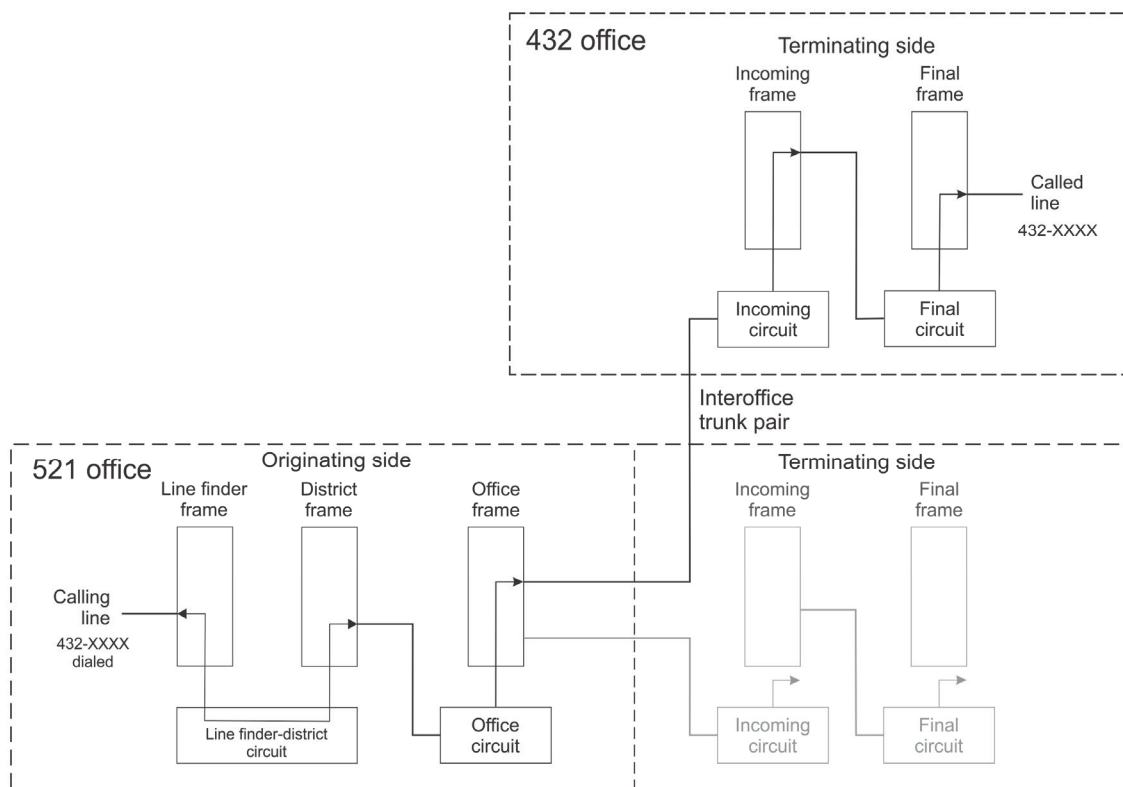 432 office
Terminating side
Incoming
frame
Final
frame
Called
line
432-XXXX
Incoming
circuit
Final
circuit
Interoffice
trunk pair
521 office
Originating side
Line finder
frame
District
frame
Office
frame
Calling
line
432-XXXX
dialed
Line finder-district
circuit
Office
circuit
Terminating side
Incoming
frame
Final
frame
Incoming
circuit
Final
circuit